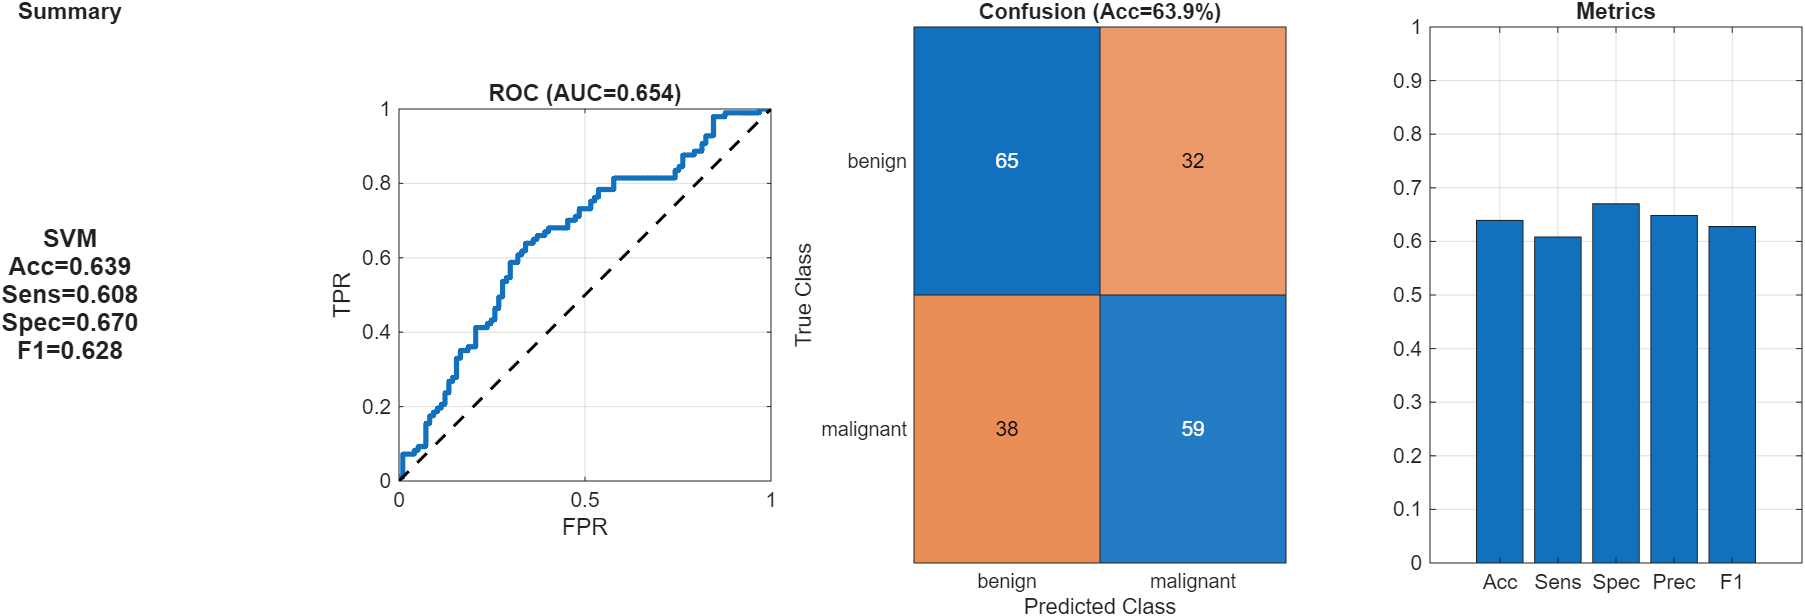 Summary
SVM
Acc=0.639
Sens=0.608
Spec=0.670
F1=0.628
ROC (AUC=0.654)
1
0.8
0.6
0.4
0.2
0
TPR
0 0.5 1
FPR
Confusion (Acc=63.9%)
True Class
benign 65 32
malignant 38 59
benign malignant
Predicted Class
Metrics
1
0.9
0.8
0.7
0.6
0.5
0.4
0.3
0.2
0.1
0
Acc Sens Spec Prec F1